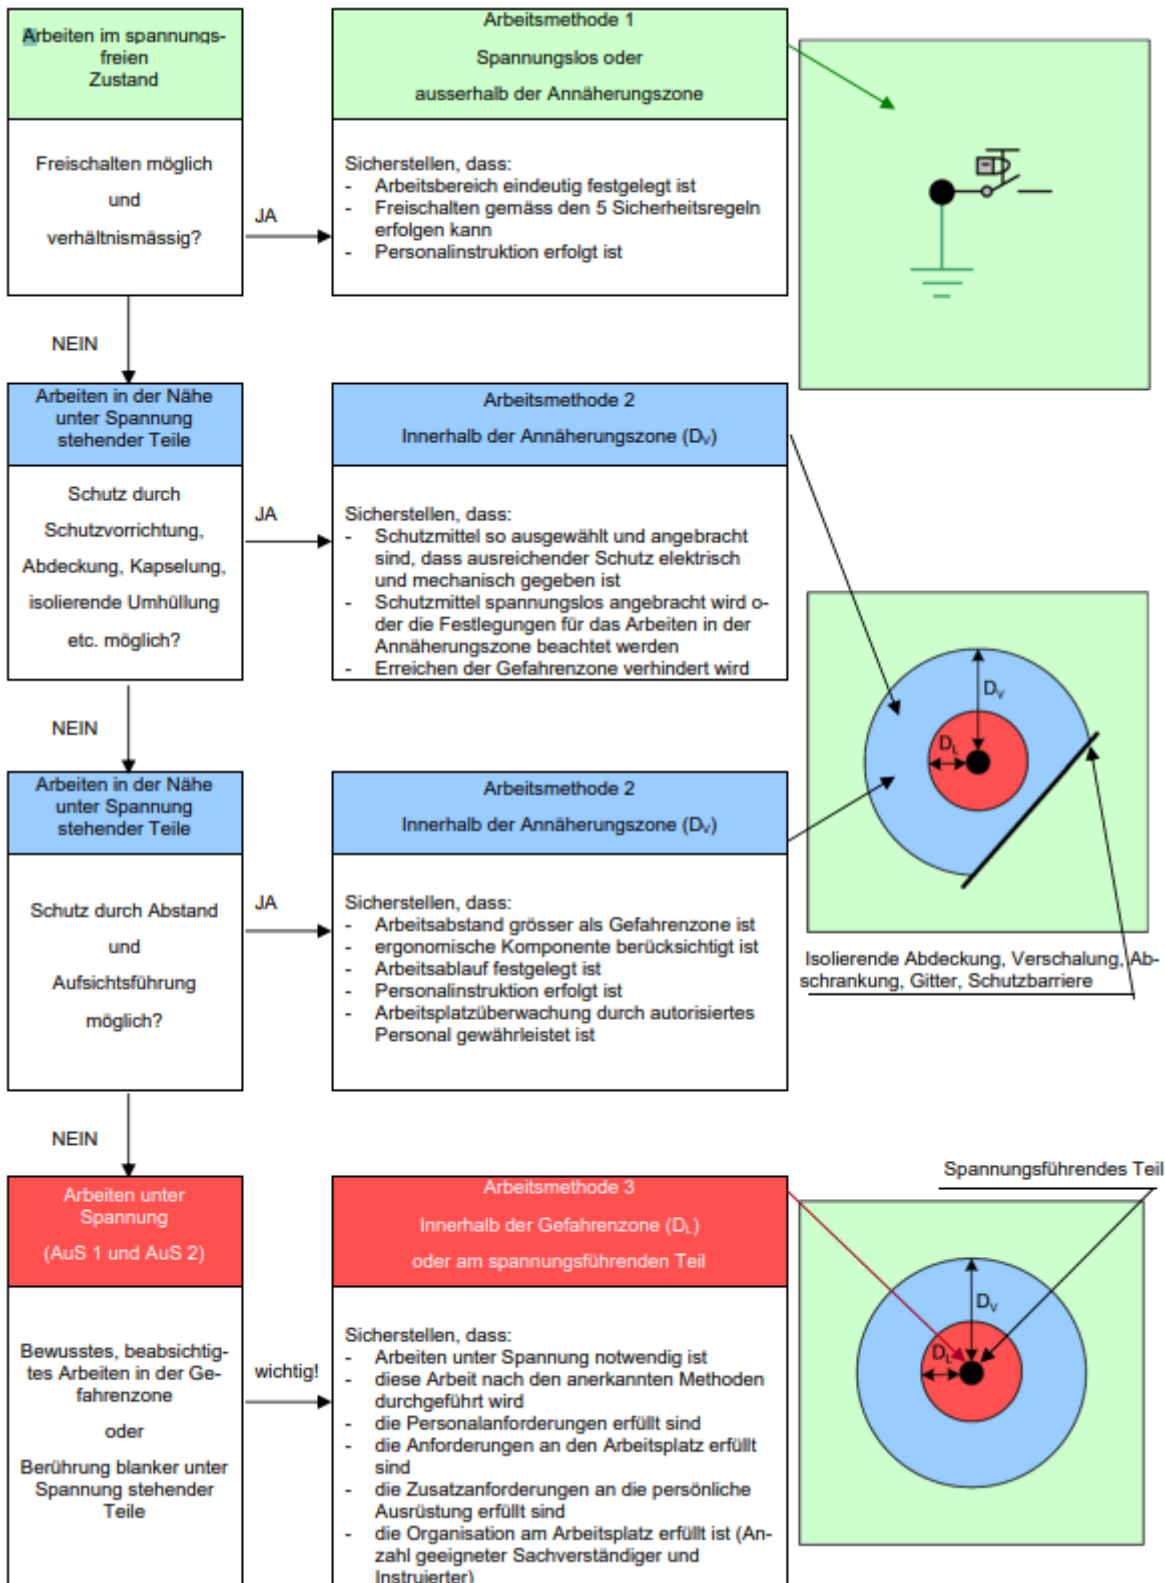 Arbeiten im spannungs-
freien
Zustand
Freischalten möglich
und
verhältnismässig?
JA
Arbeitsmethode 1
Spannungslos oder
ausserhalb der Annäherungszone
Sicherstellen, dass:
- Arbeitsbereich eindeutig festgelegt ist
- Freischalten gemäss den 5 Sicherheitsregeln
erfolgen kann
- Personalinstruktion erfolgt ist
NEIN
Arbeiten in der Nähe
unter Spannung
stehender Teile
Schutz durch
Schutzvorrichtung,
Abdeckung, Kapselung,
isolierende Umhüllung
etc. möglich?
JA
Arbeitsmethode 2
Innerhalb der Annäherungszone (DV)
Sicherstellen, dass:
- Schutzmittel so ausgewählt und angebracht
sind, dass ausreichender Schutz elektrisch
und mechanisch gegeben ist
- Schutzmittel spannungslos angebracht wird o-
der die Festlegungen für das Arbeiten in der
Annäherungszone beachtet werden
- Erreichen der Gefahrenzone verhindert wird
DV
DL
NEIN
Arbeiten in der Nähe
unter Spannung
stehender Teile
Schutz durch Abstand
und
Aufsichtsführung
möglich?
JA
Arbeitsmethode 2
Innerhalb der Annäherungszone (DV)
Sicherstellen, dass:
- Arbeitsabstand grösser als Gefahrenzone ist
- ergonomische Komponente berücksichtigt ist
- Arbeitsablauf festgelegt ist
- Personalinstruktion erfolgt ist
- Arbeitsplatzüberwachung durch autorisiertes
Personal gewährleistet ist
Isolierende Abdeckung, Verschalung, Ab-
schrankung, Gitter, Schutzbarriere
NEIN
Arbeiten unter
Spannung
(AuS 1 und AuS 2)
Bewusstes, beabsichtig-
tes Arbeiten in der Ge-
fahrenzone
oder
Berührung blanker unter
Spannung stehender
Teile
wichtig!
Arbeitsmethode 3
Innerhalb der Gefahrenzone (DL)
oder am spannungsführenden Teil
Sicherstellen, dass:
- Arbeiten unter Spannung notwendig ist
- diese Arbeit nach den anerkannten Methoden
durchgeführt wird
- die Personalanforderungen erfüllt sind
- die Anforderungen an den Arbeitsplatz erfüllt
sind
- die Zusatzanforderungen an die persönliche
Ausrüstung erfüllt sind
- die Organisation am Arbeitsplatz erfüllt ist (An-
zahl geeigneter Sachverständiger und
Instruierter)
Spannungsführendes Teil
DV
DL